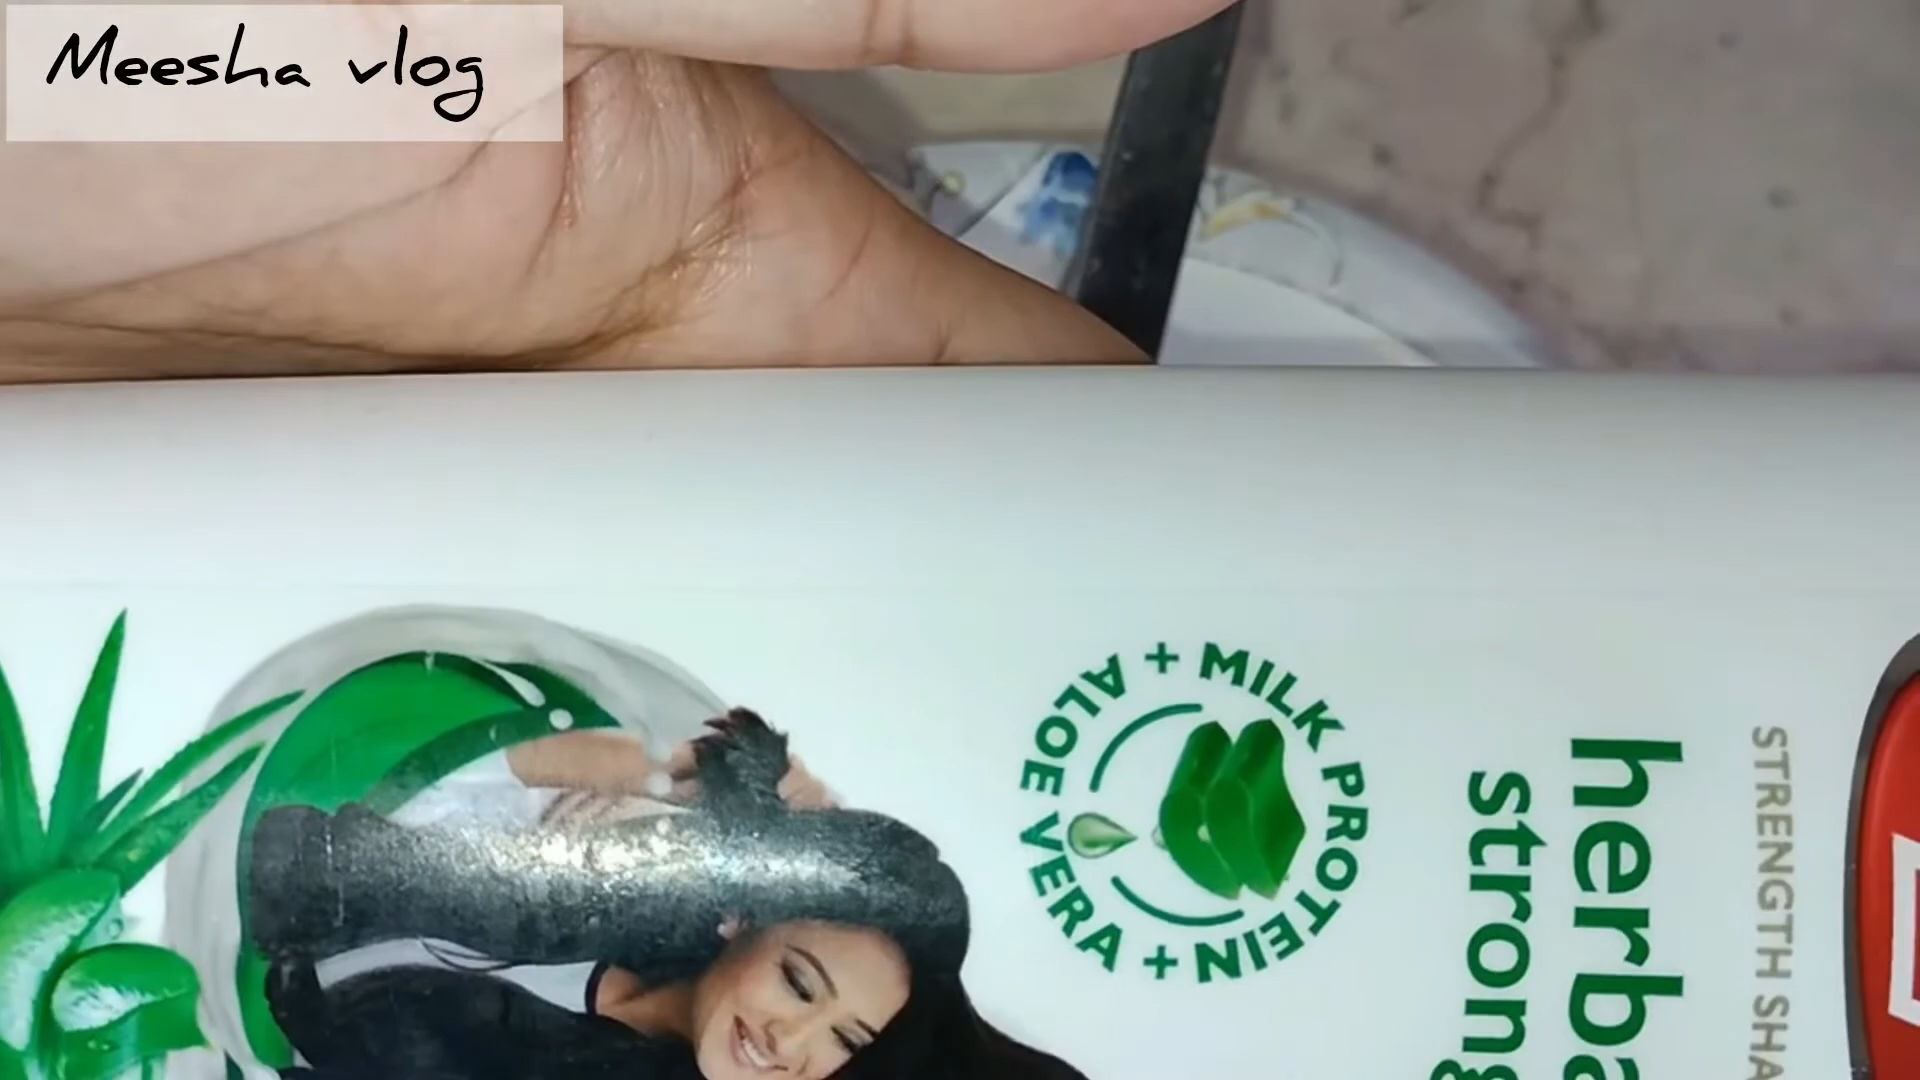 Meesha vlog
STRENGTH SHA
herba
strong
+ MILK PROTEIN + ALOE VERA